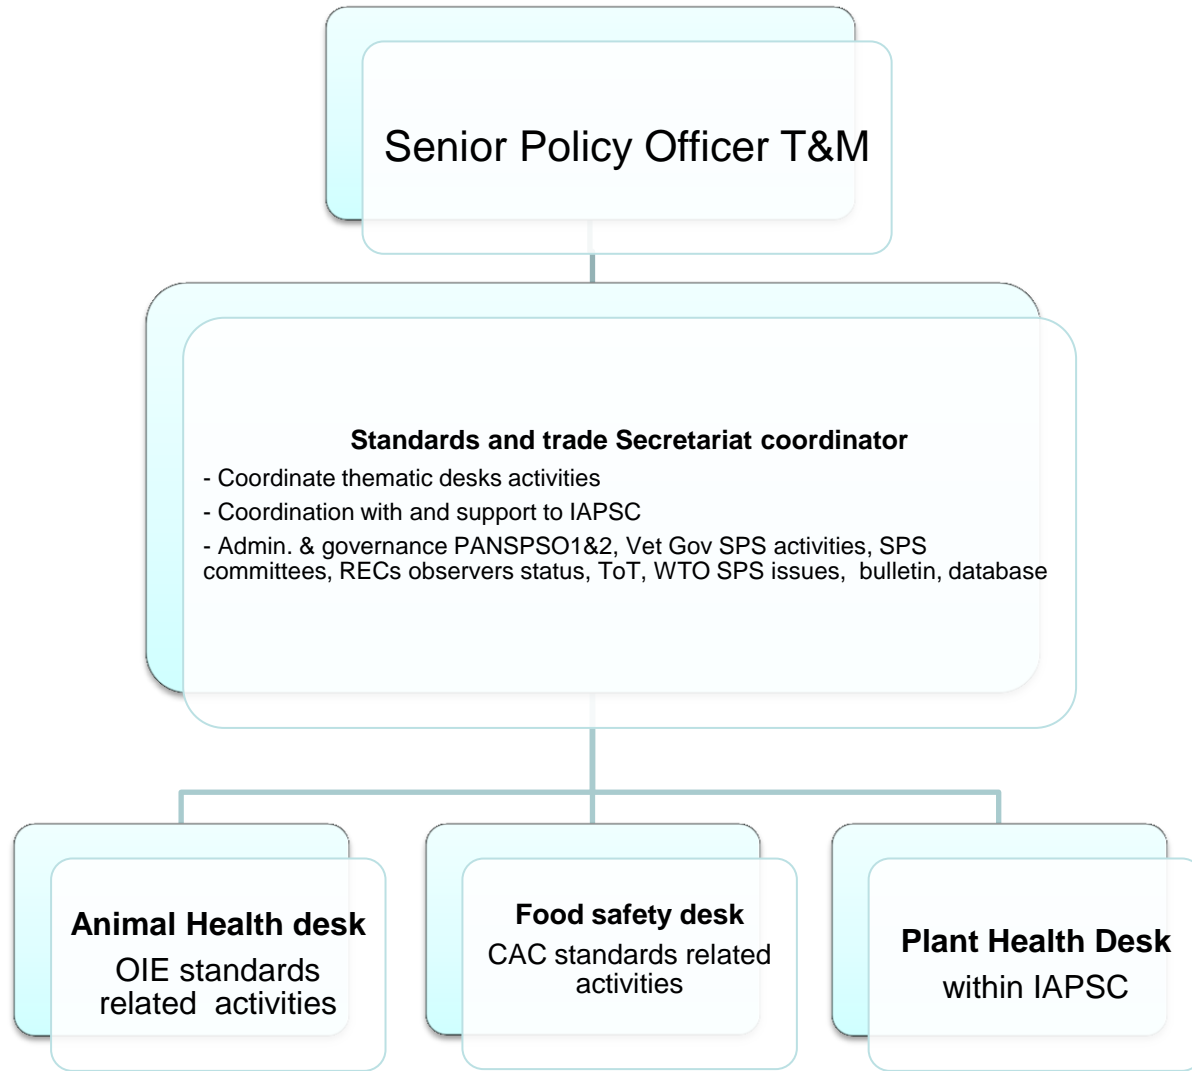 Senior Policy Officer T&M
Standards and trade Secretariat coordinator
- Coordinate thematic desks activities
- Coordination with and support to IAPSC
- Admin. & governance PANSPSO1&2, Vet Gov SPS activities, SPS
committees, RECs observers status, ToT, WTO SPS issues,  bulletin, database
Animal Health desk
OIE standards
related  activities
Food safety desk
CAC standards related
activities
Plant Health Desk
within IAPSC